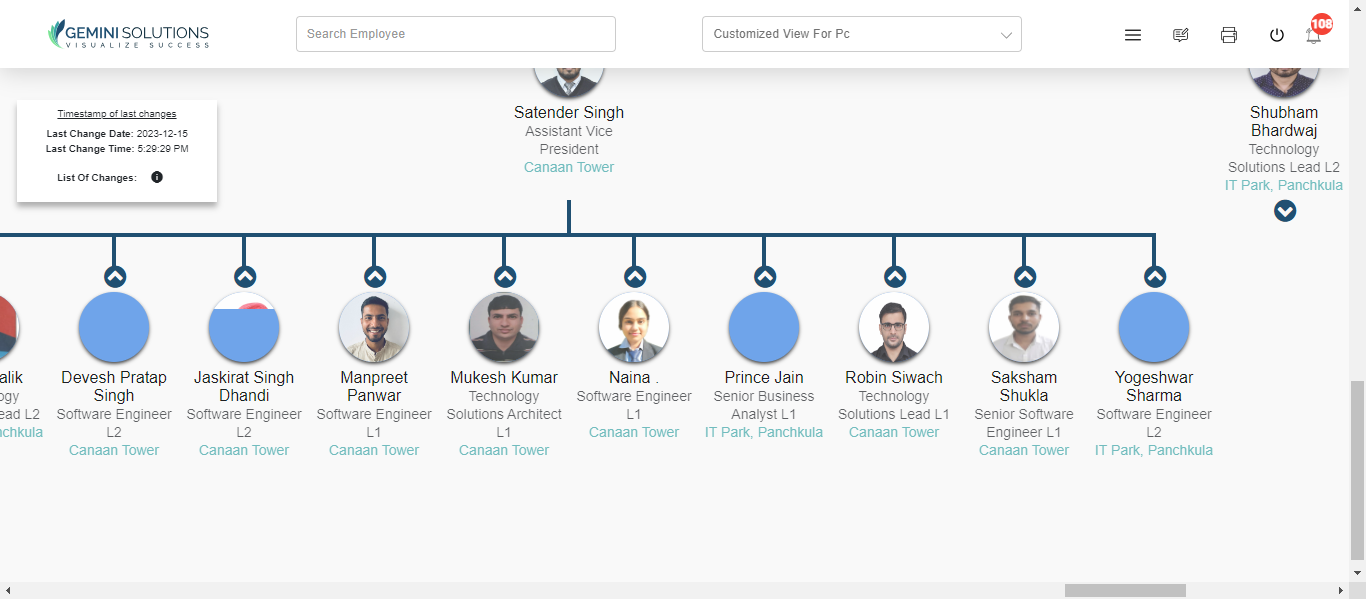 GEMINI SOLUTIONS
VISUALIZE SUCCESS
Search Employee
Customized View For Pc
108
Timestamp of last changes
Last Change Date: 2023-12-15
Last Change Time: 5:29:29 PM
List Of Changes:
Satender Singh
Assistant Vice
President
Canaan Tower
Shubham
Bhardwaj
Technology
Solutions Lead L2
IT Park, Panchkula
alik
ogy
ead L2
nchkula
Devesh Pratap
Singh
Software Engineer
L2
Canaan Tower
Jaskirat Singh
Dhandi
Software Engineer
L2
Canaan Tower
Manpreet
Panwar
Software Engineer
L1
Canaan Tower
Mukesh Kumar
Technology
Solutions Architect
L1
Canaan Tower
Naina .
Software Engineer
L1
Canaan Tower
Prince Jain
Senior Business
Analyst L1
IT Park, Panchkula
Robin Siwach
Technology
Solutions Lead L1
Canaan Tower
Saksham
Shukla
Senior Software
Engineer L1
Canaan Tower
Yogeshwar
Sharma
Software Engineer
L2
IT Park, Panchkula